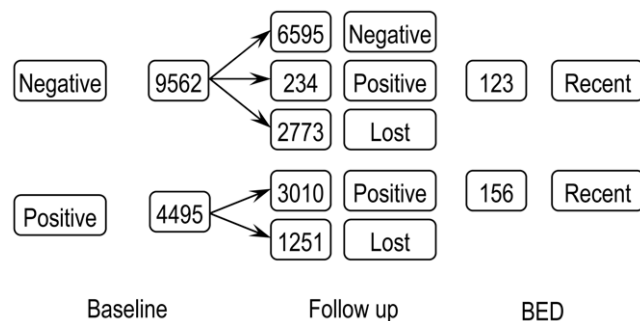 6595 Negative
Negative 9562 234 Positive 123 Recent
2773 Lost
3010 Positive 156 Recent
Positive 4495
1251 Lost
Baseline Follow up BED